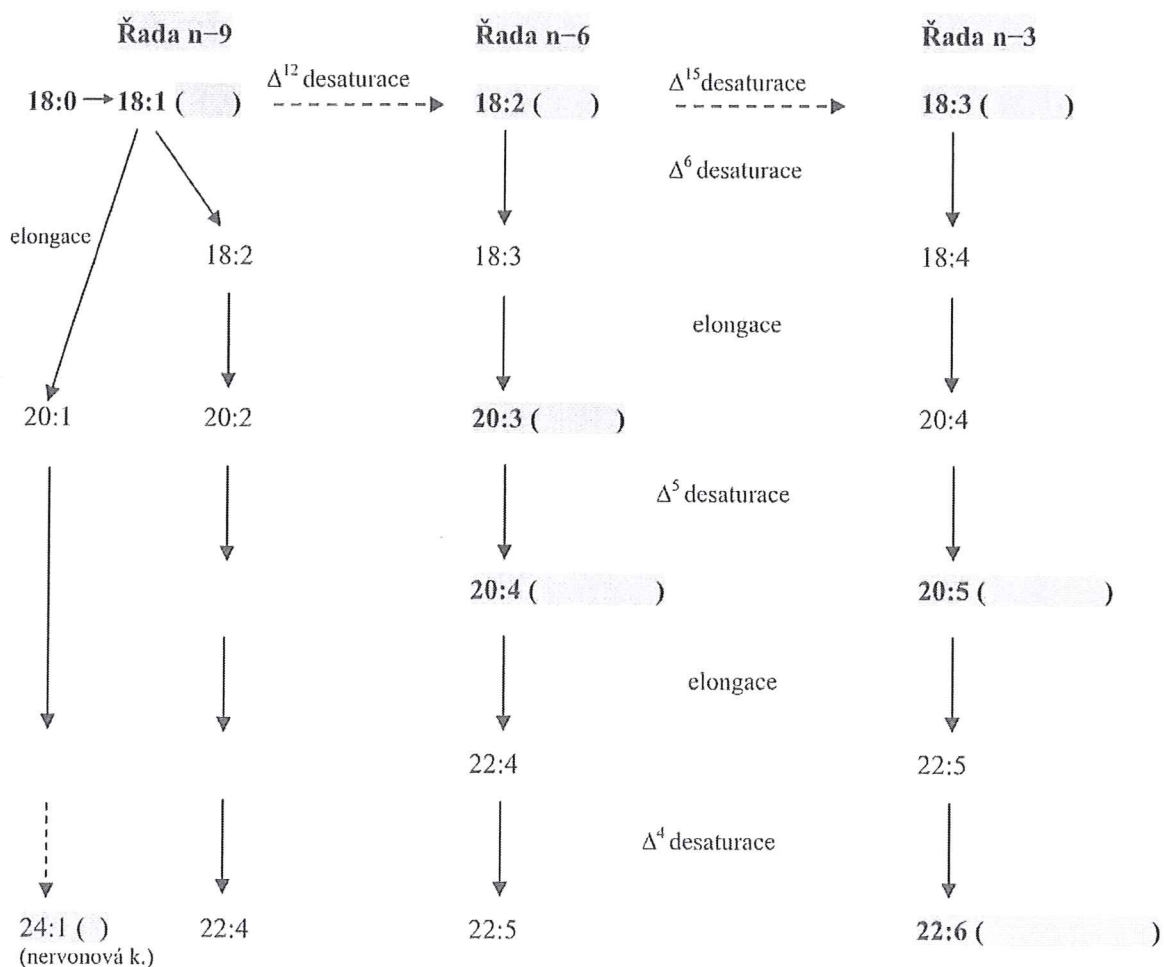 Řada n−9 Řada n−6 Řada n−3
18:0 18:1 ( ) Δ¹² desaturace 18:2 ( ) Δ¹⁵desaturace 18:3 ( )
Δ⁶ desaturace
elongace
18:2 18:3 18:4
elongace
20:1 20:2 20:3 ( ) 20:4
Δ⁵ desaturace
20:4 ( ) 20:5 ( )
elongace
22:4 22:5
Δ⁴ desaturace
24:1 ( ) 22:4 22:5 22:6 ( )
(nervonová k.)